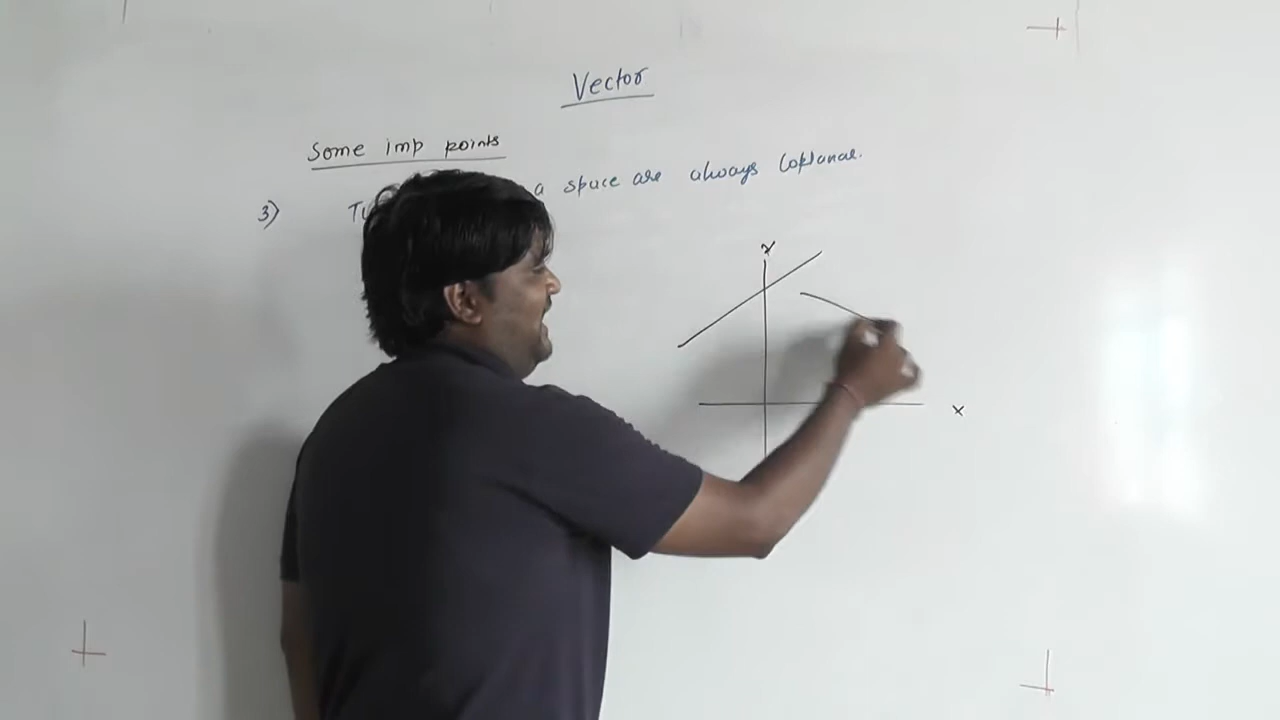 Vector
Some imp points
3) a space are always Coplanar.
Y
X